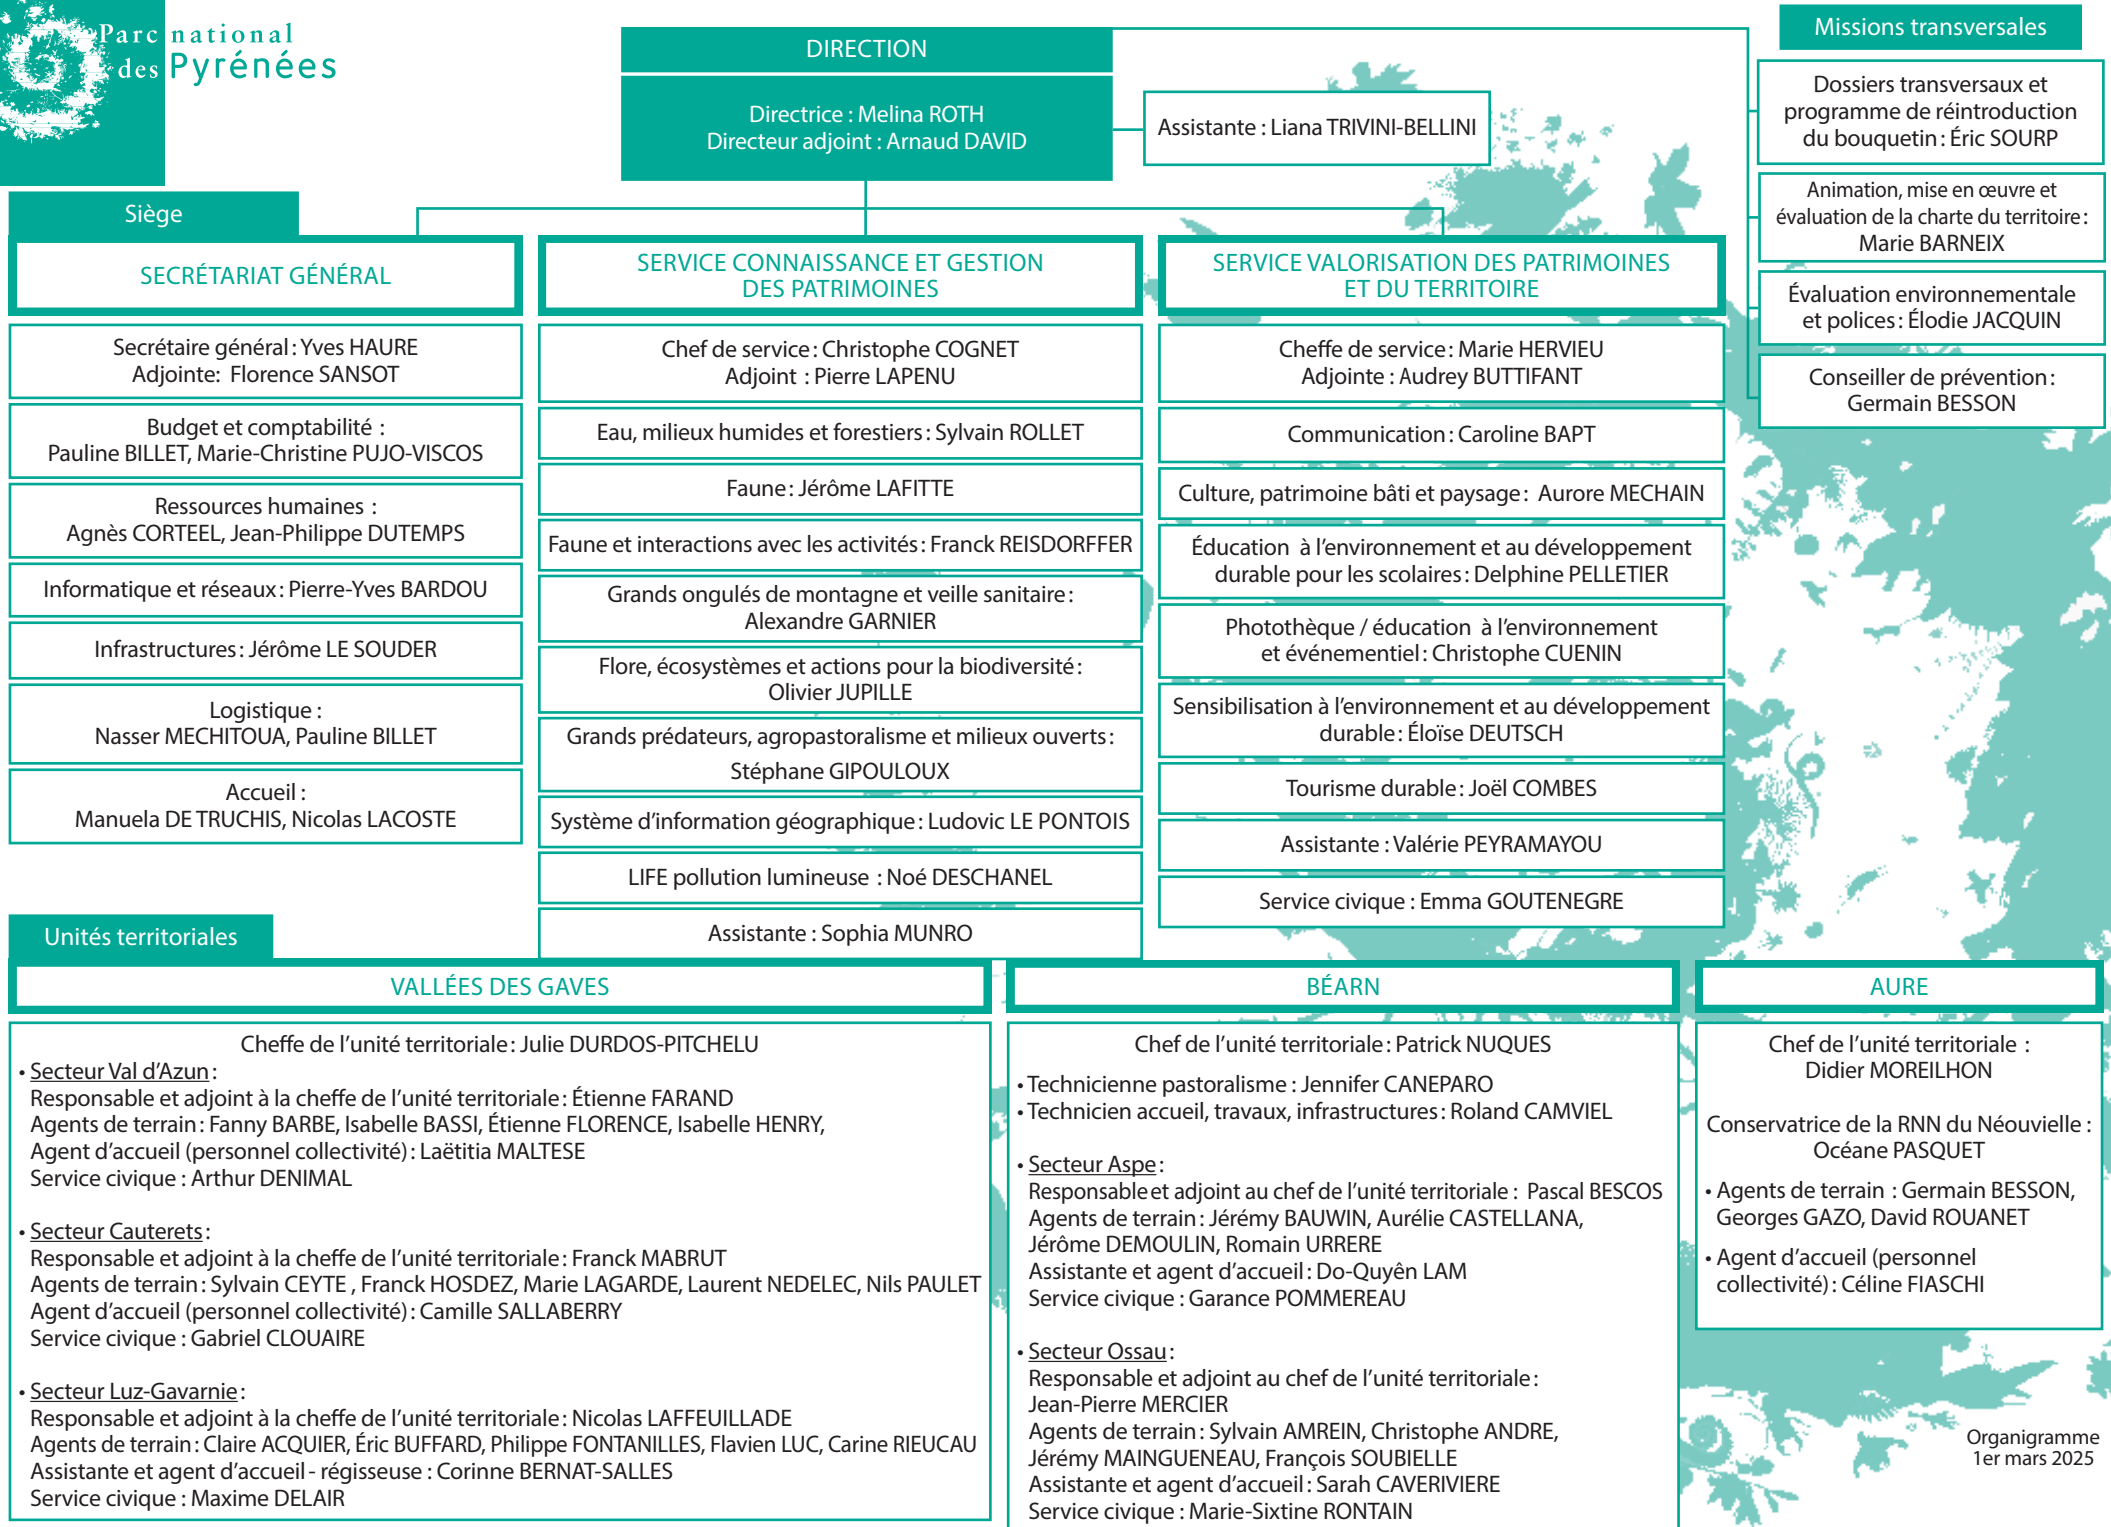 Parc national
des Pyrénées
DIRECTION
Directrice : Melina ROTH
Directeur adjoint : Arnaud DAVID
Assistante : Liana TRIVINI-BELLINI
Missions transversales
Dossiers transversaux et
programme de réintroduction
du bouquetin : Éric SOURP
Animation, mise en œuvre et
évaluation de la charte du territoire :
Marie BARNEIX
Évaluation environnementale
et polices : Élodie JACQUIN
Conseiller de prévention :
Germain BESSON
Siège
SECRÉTARIAT GÉNÉRAL
Secrétaire général : Yves HAURE
Adjointe: Florence SANSOT
Budget et comptabilité :
Pauline BILLET, Marie-Christine PUJO-VISCOS
Ressources humaines :
Agnès CORTEEL, Jean-Philippe DUTEMPS
Informatique et réseaux : Pierre-Yves BARDOU
Infrastructures : Jérôme LE SOUDER
Logistique :
Nasser MECHITOUA, Pauline BILLET
Accueil :
Manuela DE TRUCHIS, Nicolas LACOSTE
SERVICE CONNAISSANCE ET GESTION
DES PATRIMOINES
Chef de service : Christophe COGNET
Adjoint : Pierre LAPENU
Eau, milieux humides et forestiers : Sylvain ROLLET
Faune : Jérôme LAFITTE
Faune et interactions avec les activités : Franck REISDORFFER
Grands ongulés de montagne et veille sanitaire :
Alexandre GARNIER
Flore, écosystèmes et actions pour la biodiversité :
Olivier JUPILLE
Grands prédateurs, agropastoralisme et milieux ouverts :
Stéphane GIPOULOUX
Système d'information géographique : Ludovic LE PONTOIS
LIFE pollution lumineuse : Noé DESCHANEL
Assistante : Sophia MUNRO
SERVICE VALORISATION DES PATRIMOINES
ET DU TERRITOIRE
Cheffe de service : Marie HERVIEU
Adjointe : Audrey BUTTIFANT
Communication : Caroline BAPT
Culture, patrimoine bâti et paysage : Aurore MECHAIN
Éducation à l'environnement et au développement
durable pour les scolaires : Delphine PELLETIER
Photothèque / éducation à l'environnement
et événementiel : Christophe CUENIN
Sensibilisation à l'environnement et au développement
durable : Éloïse DEUTSCH
Tourisme durable : Joël COMBES
Assistante : Valérie PEYRAMAYOU
Service civique : Emma GOUTENEGRE
Unités territoriales
VALLÉES DES GAVES
Cheffe de l'unité territoriale : Julie DURDOS-PITCHELU
• Secteur Val d'Azun :
Responsable et adjoint à la cheffe de l'unité territoriale : Étienne FARAND
Agents de terrain : Fanny BARBE, Isabelle BASSI, Étienne FLORENCE, Isabelle HENRY,
Agent d'accueil (personnel collectivité) : Laëtitia MALTESE
Service civique : Arthur DENIMAL
• Secteur Cauterets :
Responsable et adjoint à la cheffe de l'unité territoriale : Franck MABRUT
Agents de terrain : Sylvain CEYTE , Franck HOSDEZ, Marie LAGARDE, Laurent NEDELEC, Nils PAULET
Agent d'accueil (personnel collectivité) : Camille SALLABERRY
Service civique : Gabriel CLOUAIRE
• Secteur Luz-Gavarnie :
Responsable et adjoint à la cheffe de l'unité territoriale : Nicolas LAFFEUILLADE
Agents de terrain : Claire ACQUIER, Éric BUFFARD, Philippe FONTANILLES, Flavien LUC, Carine RIEUCAU
Assistante et agent d'accueil - régisseuse : Corinne BERNAT-SALLES
Service civique : Maxime DELAIR
BÉARN
Chef de l'unité territoriale : Patrick NUQUES
• Technicienne pastoralisme : Jennifer CANEPARO
• Technicien accueil, travaux, infrastructures : Roland CAMVIEL
• Secteur Aspe :
Responsable et adjoint au chef de l'unité territoriale : Pascal BESCOS
Agents de terrain : Jérémy BAUWIN, Aurélie CASTELLANA,
Jérôme DEMOULIN, Romain URRERE
Assistante et agent d'accueil : Do-Quyên LAM
Service civique : Garance POMMEREAU
• Secteur Ossau :
Responsable et adjoint au chef de l'unité territoriale :
Jean-Pierre MERCIER
Agents de terrain : Sylvain AMREIN, Christophe ANDRE,
Jérémy MAINGUENEAU, François SOUBIELLE
Assistante et agent d'accueil : Sarah CAVERIVIERE
Service civique : Marie-Sixtine RONTAIN
AURE
Chef de l'unité territoriale :
Didier MOREILHON
Conservatrice de la RNN du Néouvielle :
Océane PASQUET
• Agents de terrain : Germain BESSON,
Georges GAZO, David ROUANET
• Agent d'accueil (personnel
collectivité) : Céline FIASCHI
Organigramme
1er mars 2025